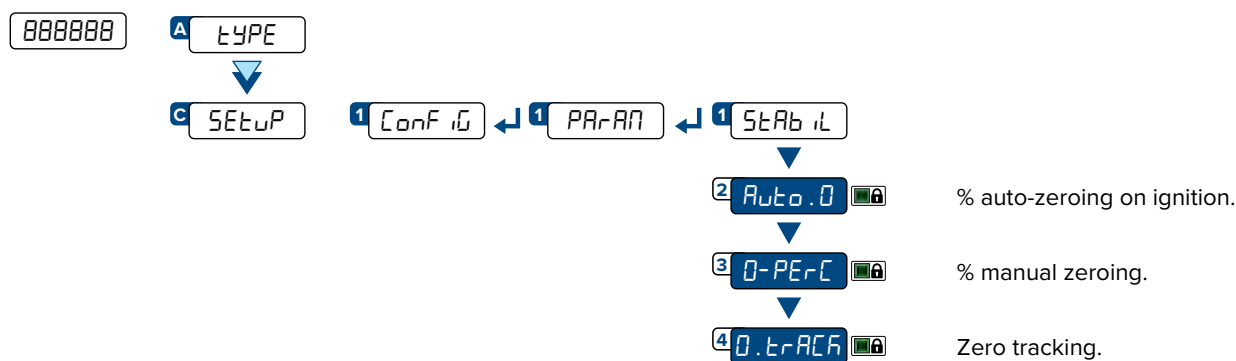 888888 A tYPE
C SEtuP 1 ConFiG 1 PArAM 1 StAbiL
2 Auto.0 % auto-zeroing on ignition.
3 0-PErC % manual zeroing.
4 0.trACK Zero tracking.